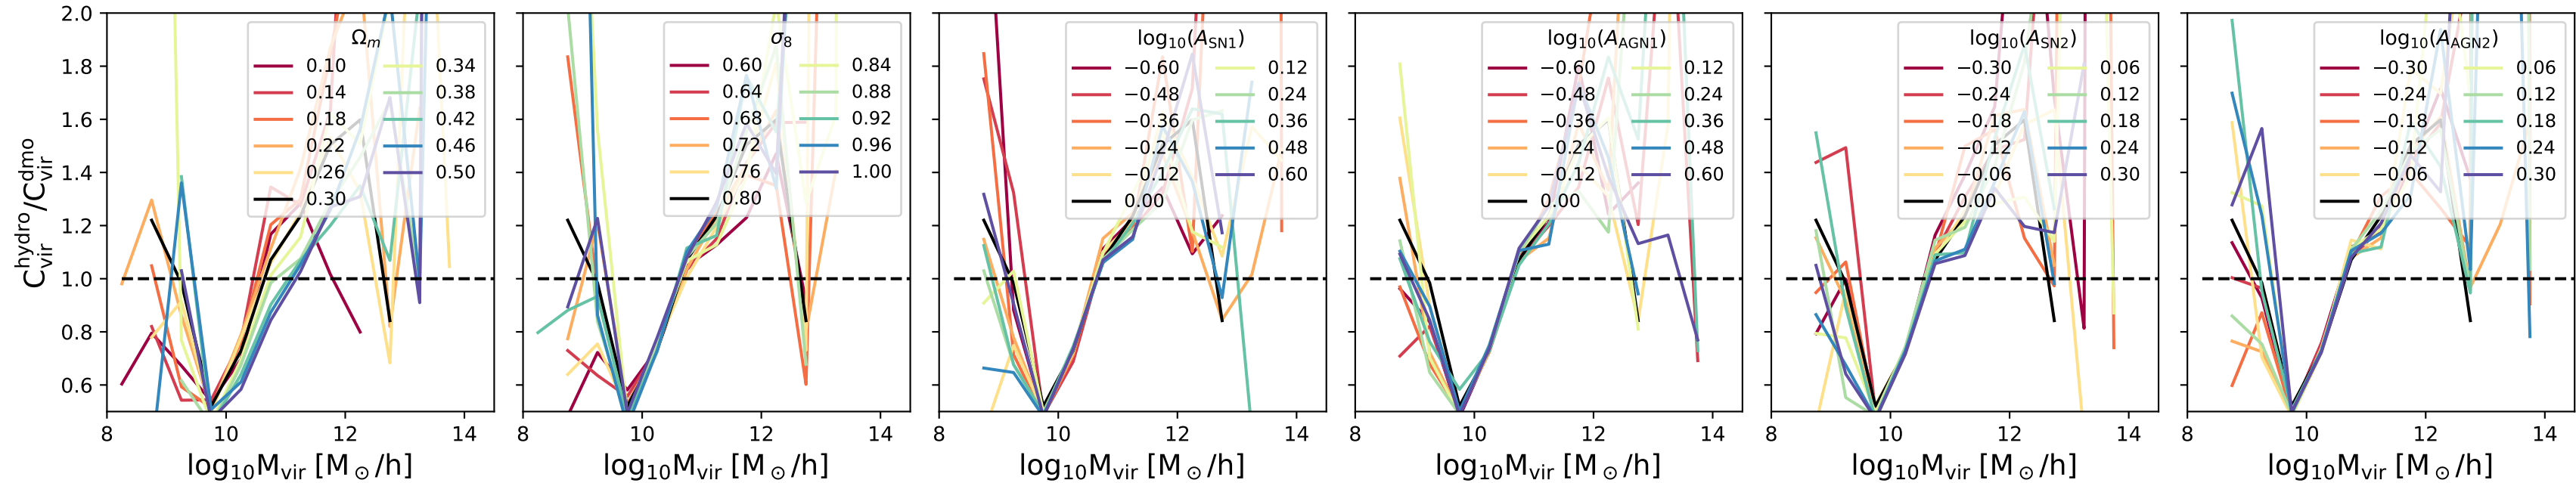 C_vir^hydro/C_vir^dmo
2.0
1.8
1.6
1.4
1.2
1.0
0.8
0.6
Ω_m
0.10 0.34
0.14 0.38
0.18 0.42
0.22 0.46
0.26 0.50
0.30
8 10 12 14
log₁₀M_vir [M_⊙/h]
σ_8
0.60 0.84
0.64 0.88
0.68 0.92
0.72 0.96
0.76 1.00
0.80
8 10 12 14
log₁₀M_vir [M_⊙/h]
log₁₀(A_SN1)
−0.60 0.12
−0.48 0.24
−0.36 0.36
−0.24 0.48
−0.12 0.60
0.00
8 10 12 14
log₁₀M_vir [M_⊙/h]
log₁₀(A_AGN1)
−0.60 0.12
−0.48 0.24
−0.36 0.36
−0.24 0.48
−0.12 0.60
0.00
8 10 12 14
log₁₀M_vir [M_⊙/h]
log₁₀(A_SN2)
−0.30 0.06
−0.24 0.12
−0.18 0.18
−0.12 0.24
−0.06 0.30
0.00
8 10 12 14
log₁₀M_vir [M_⊙/h]
log₁₀(A_AGN2)
−0.30 0.06
−0.24 0.12
−0.18 0.18
−0.12 0.24
−0.06 0.30
0.00
8 10 12 14
log₁₀M_vir [M_⊙/h]